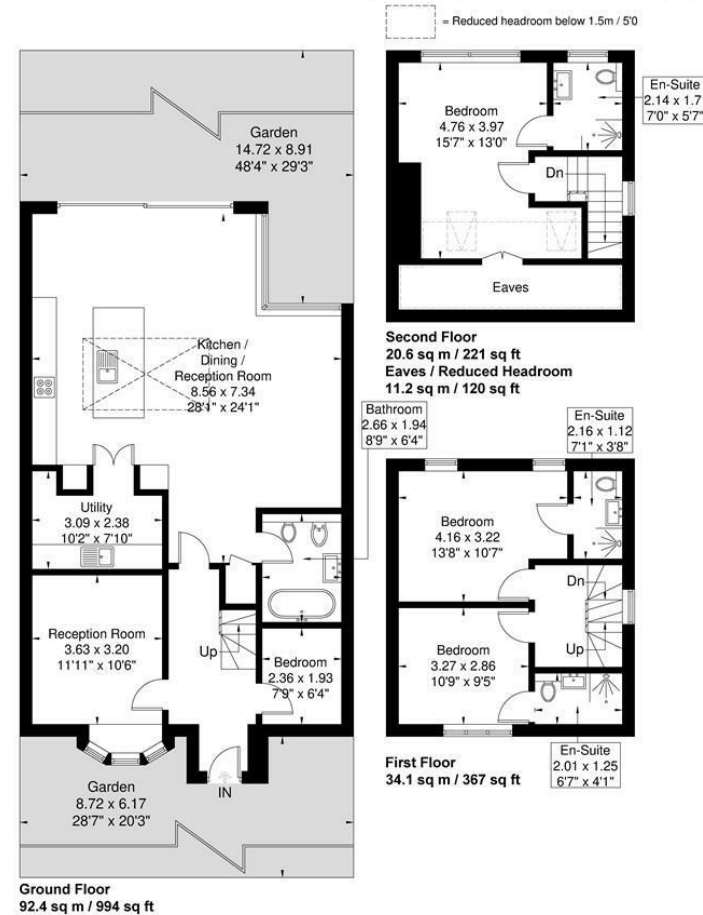 = Reduced headroom below 1.5m / 5'0
Garden
14.72 x 8.91
48'4" x 29'3"
Kitchen /
Dining /
Reception Room
8.56 x 7.34
28'1" x 24'1"
Utility
3.09 x 2.38
10'2" x 7'10"
Reception Room
3.63 x 3.20
11'11" x 10'6"
Up
Bedroom
2.36 x 1.93
7'9" x 6'4"
Bathroom
2.66 x 1.94
8'9" x 6'4"
IN
Garden
8.72 x 6.17
28'7" x 20'3"
Ground Floor
92.4 sq m / 994 sq ft
Bedroom
4.76 x 3.97
15'7" x 13'0"
En-Suite
2.14 x 1.7
7'0" x 5'7"
Dn
Eaves
Second Floor
20.6 sq m / 221 sq ft
Eaves / Reduced Headroom
11.2 sq m / 120 sq ft
En-Suite
2.16 x 1.12
7'1" x 3'8"
Bedroom
4.16 x 3.22
13'8" x 10'7"
Dn
Up
Bedroom
3.27 x 2.86
10'9" x 9'5"
En-Suite
2.01 x 1.25
6'7" x 4'1"
First Floor
34.1 sq m / 367 sq ft